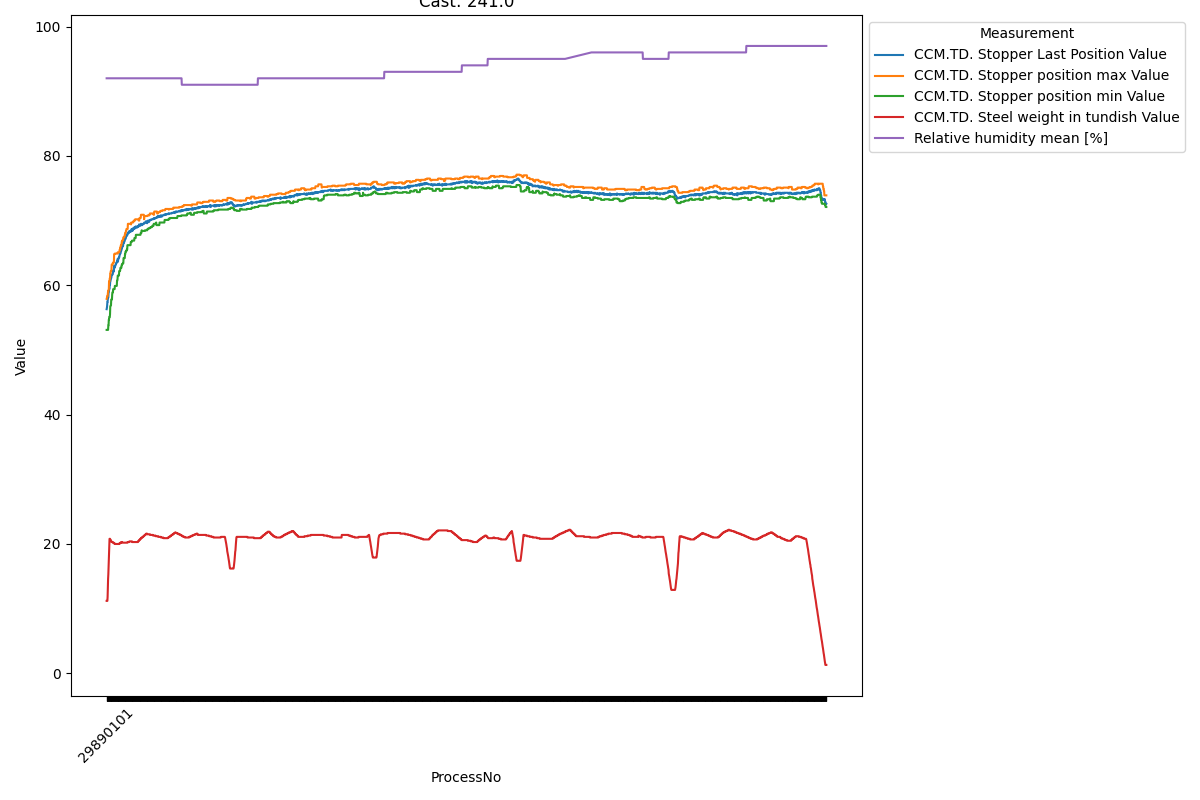 Cast: 241.0
100
80
60
40
20
0
Value
29890101
ProcessNo
Measurement
CCM.TD. Stopper Last Position Value
CCM.TD. Stopper position max Value
CCM.TD. Stopper position min Value
CCM.TD. Steel weight in tundish Value
Relative humidity mean [%]